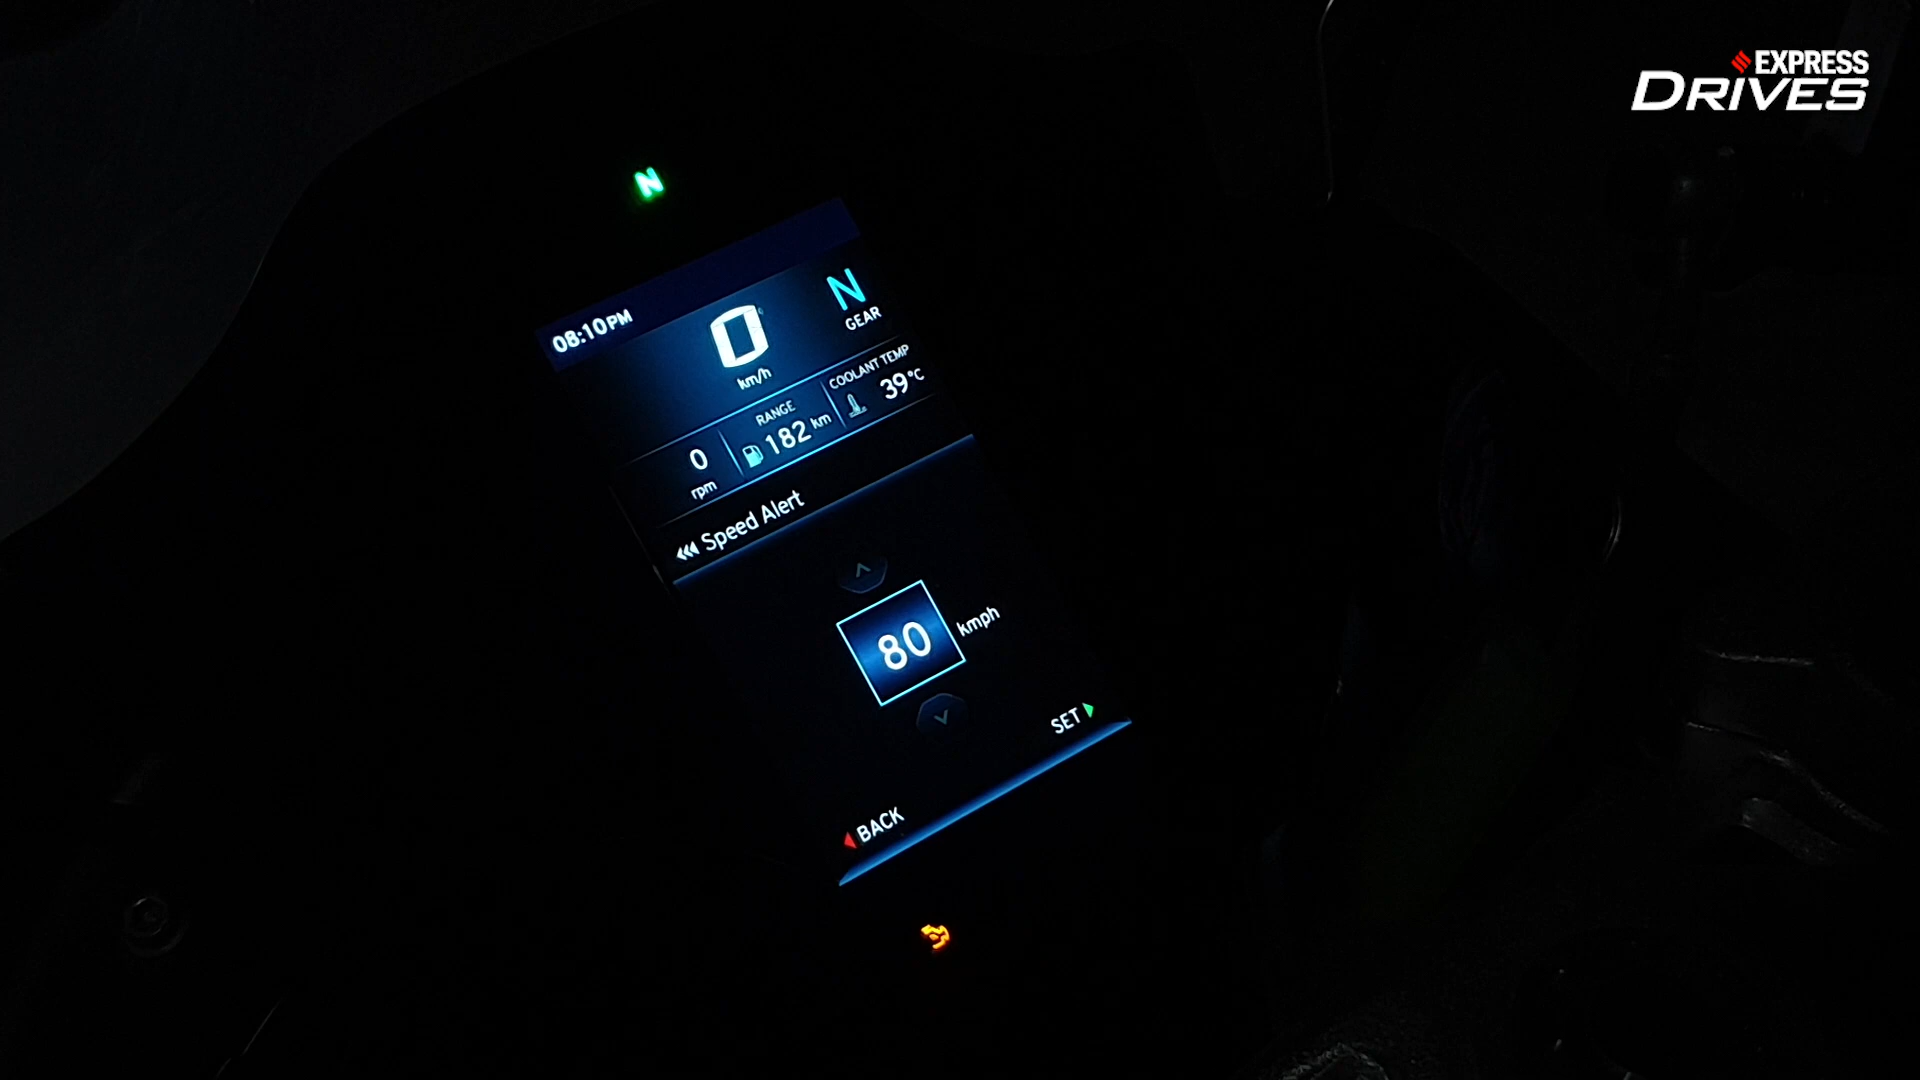 EXPRESS
DRIVES
N
08:10PM
0
km/h
N
GEAR
0
rpm
RANGE
182 km
COOLANT TEMP
39°C
Speed Alert
80 kmph
SET
BACK